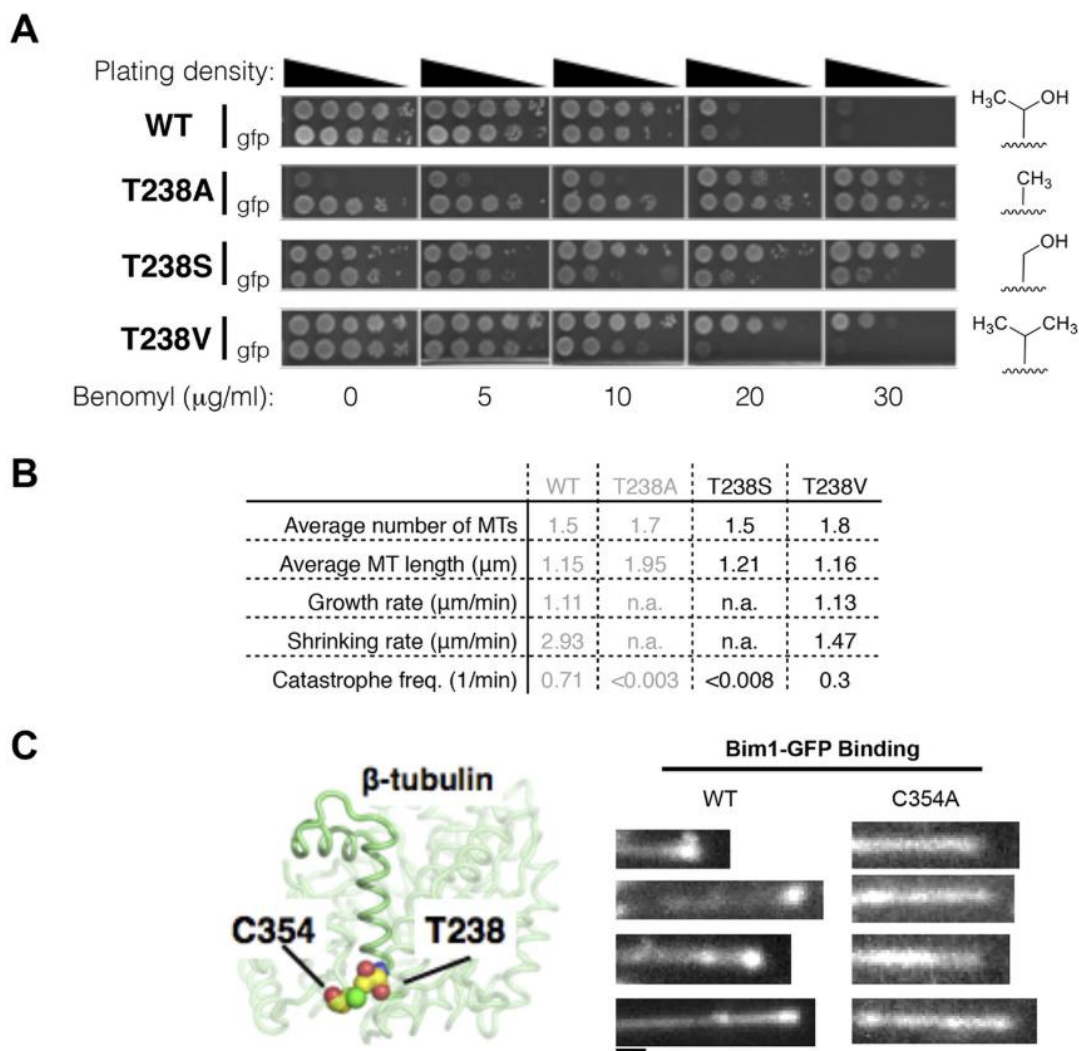 A
Plating density:
WT
gfp
H₃C OH
T238A
gfp
CH₃
T238S
gfp
OH
T238V
gfp
H₃C CH₃
Benomyl (μg/ml): 0 5 10 20 30
B
WT T238A T238S T238V
Average number of MTs 1.5 1.7 1.5 1.8
Average MT length (μm) 1.15 1.95 1.21 1.16
Growth rate (μm/min) 1.11 n.a. n.a. 1.13
Shrinking rate (μm/min) 2.93 n.a. n.a. 1.47
Catastrophe freq. (1/min) 0.71 <0.003 <0.008 0.3
C
β-tubulin
C354 T238
Bim1-GFP Binding
WT C354A